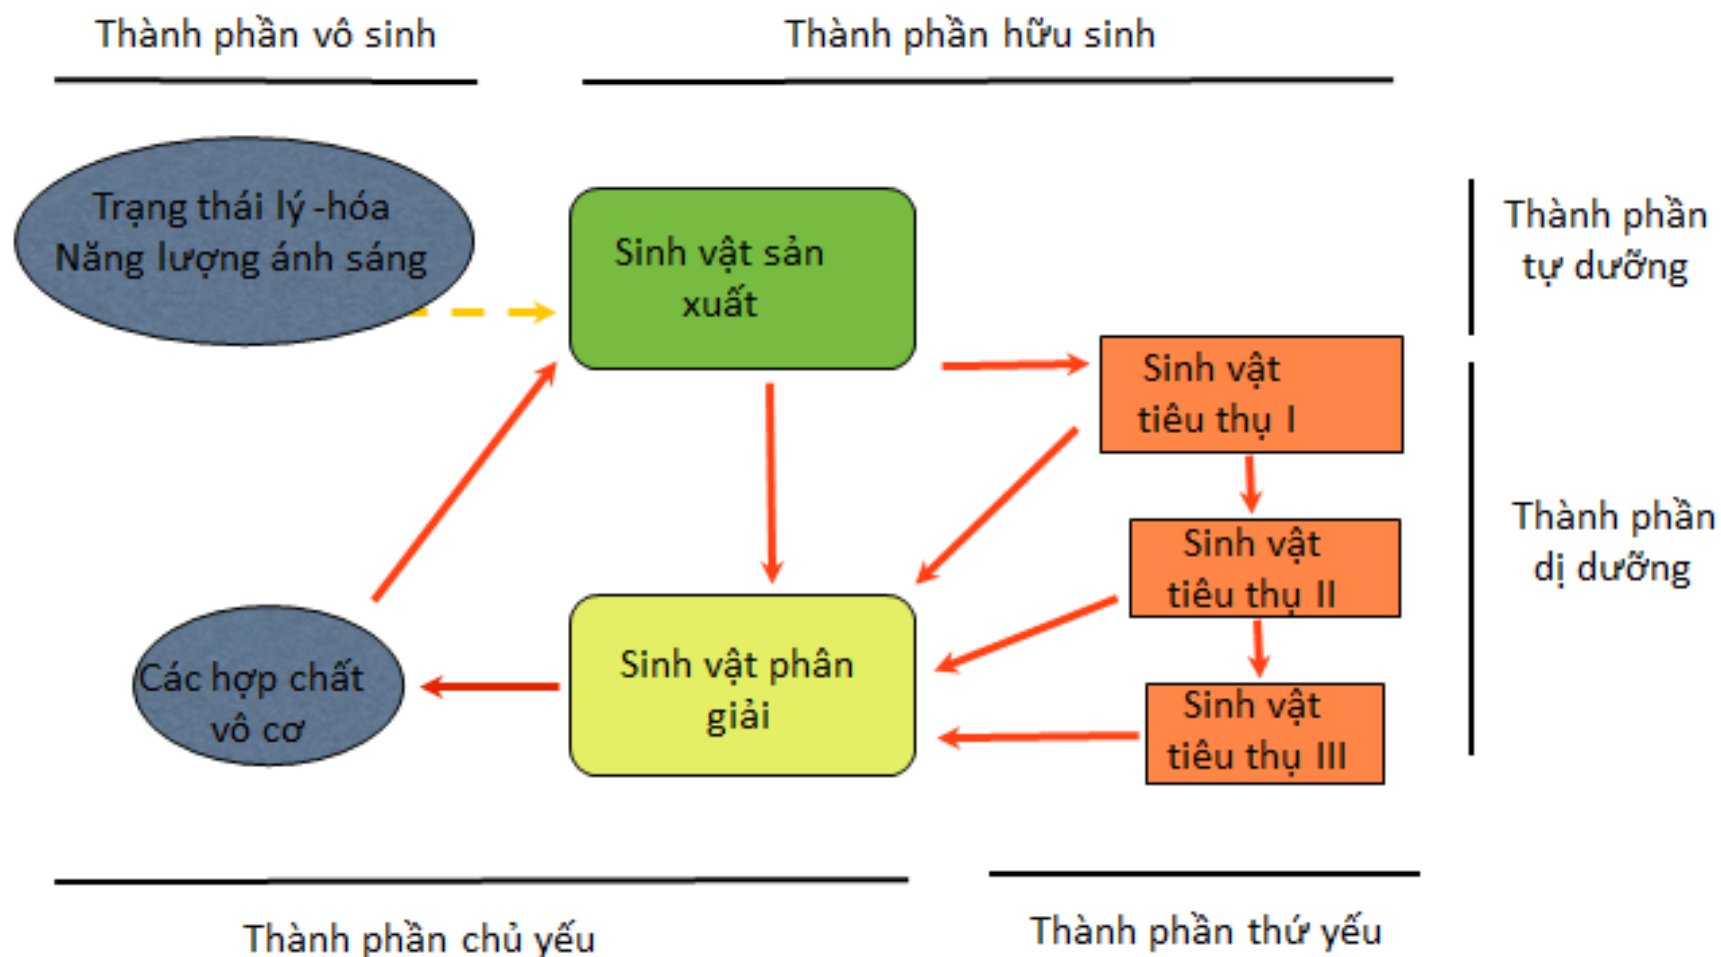 Thành phần vô sinh
Thành phần hữu sinh
Trạng thái lý -hóa
Năng lượng ánh sáng
Sinh vật sản
xuất
Thành phần
tự dưỡng
Sinh vật
tiêu thụ I
Sinh vật
tiêu thụ II
Thành phần
dị dưỡng
Các hợp chất
vô cơ
Sinh vật phân
giải
Sinh vật
tiêu thụ III
Thành phần chủ yếu
Thành phần thứ yếu